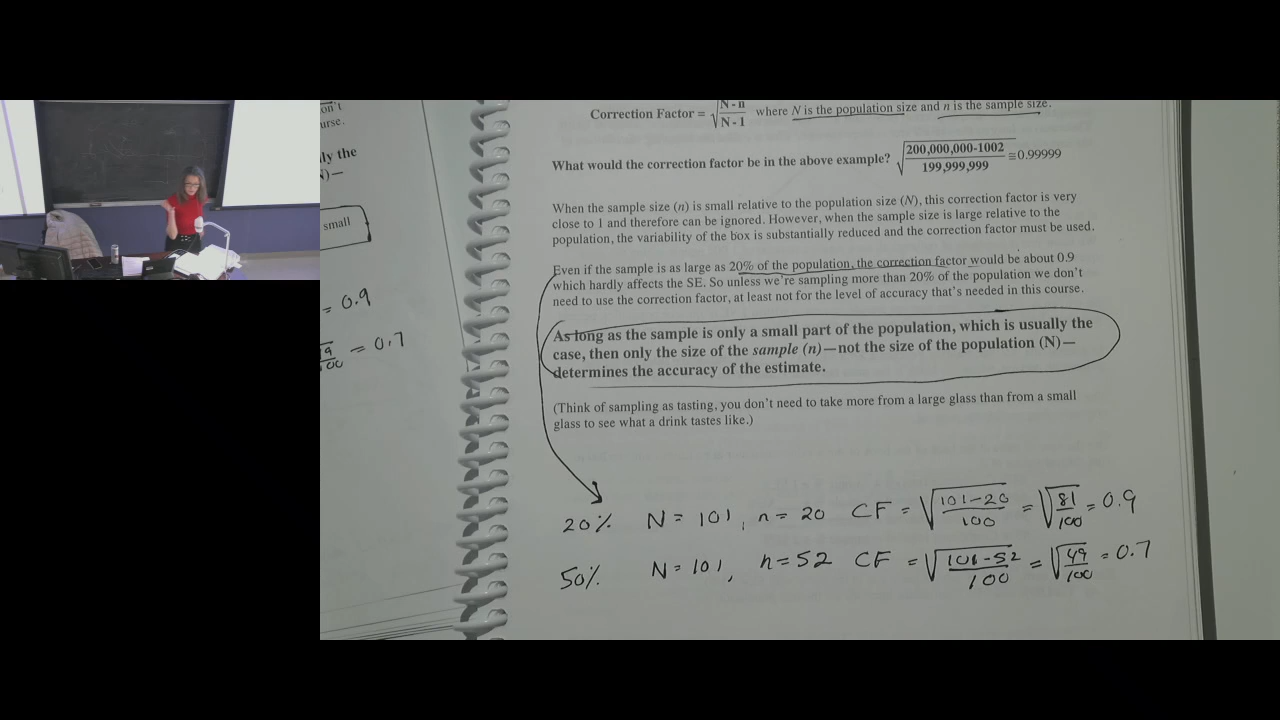 on't
urse.
ly the
N)—
small
= 0.9
9/100 = 0.7
Correction Factor = √((N - n)/(N - 1)) where N is the population size and n is the sample size.
What would the correction factor be in the above example? √((200,000,000-1002)/199,999,999) ≅0.99999
When the sample size (n) is small relative to the population size (N), this correction factor is very
close to 1 and therefore can be ignored. However, when the sample size is large relative to the
population, the variability of the box is substantially reduced and the correction factor must be used.
Even if the sample is as large as 20% of the population, the correction factor would be about 0.9
which hardly affects the SE. So unless we're sampling more than 20% of the population we don't
need to use the correction factor, at least not for the level of accuracy that's needed in this course.
As long as the sample is only a small part of the population, which is usually the
case, then only the size of the sample (n)—not the size of the population (N)—
determines the accuracy of the estimate.
(Think of sampling as tasting, you don't need to take more from a large glass than from a small
glass to see what a drink tastes like.)
20% N = 101, n = 20 CF = √((101-20)/100) = √(81/100) = 0.9
50% N = 101, n = 52 CF = √((101-52)/100) = √(49/100) = 0.7